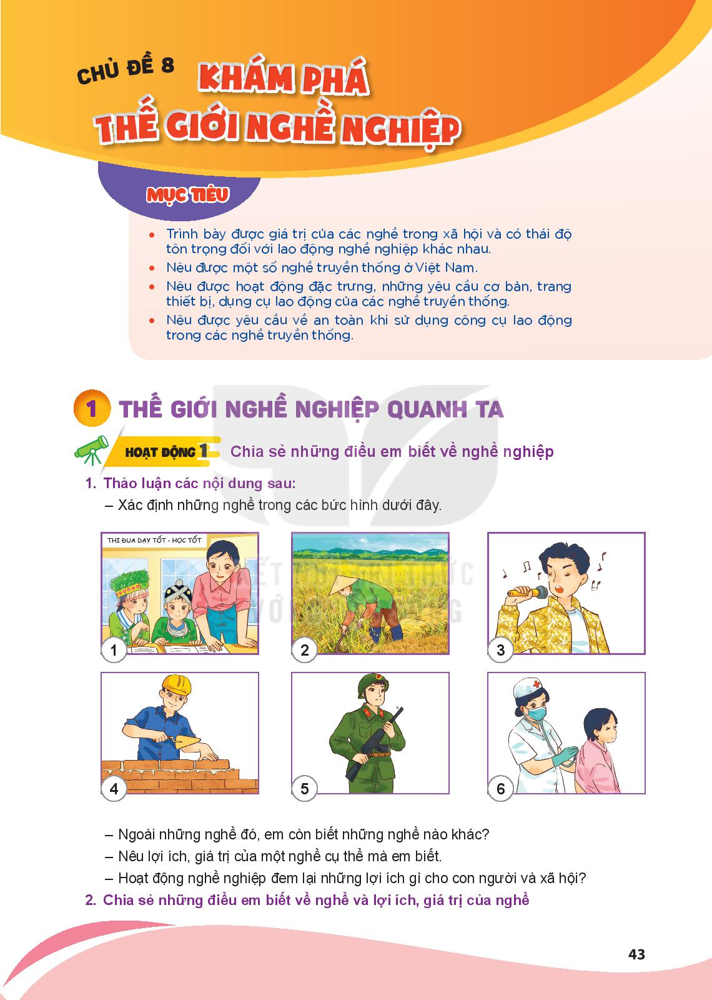 CHỦ ĐỀ 8
KHÁM PHÁ
THẾ GIỚI NGHỀ NGHIỆP
MỤC TIÊU
• Trình bày được giá trị của các nghề trong xã hội và có thái độ
tôn trọng đối với lao động nghề nghiệp khác nhau.
• Nêu được một số nghề truyền thống ở Việt Nam.
• Nêu được hoạt động đặc trưng, những yêu cầu cơ bản, trang
thiết bị, dụng cụ lao động của các nghề truyền thống.
• Nêu được yêu cầu về an toàn khi sử dụng công cụ lao động
trong các nghề truyền thống.
1 THẾ GIỚI NGHỀ NGHIỆP QUANH TA
HOẠT ĐỘNG 1 Chia sẻ những điều em biết về nghề nghiệp
1. Thảo luận các nội dung sau:
– Xác định những nghề trong các bức hình dưới đây.
THI ĐUA DẠY TỐT - HỌC TỐT
1
2
3
4
5
6
– Ngoài những nghề đó, em còn biết những nghề nào khác?
– Nêu lợi ích, giá trị của một nghề cụ thể mà em biết.
– Hoạt động nghề nghiệp đem lại những lợi ích gì cho con người và xã hội?
2. Chia sẻ những điều em biết về nghề và lợi ích, giá trị của nghề
43